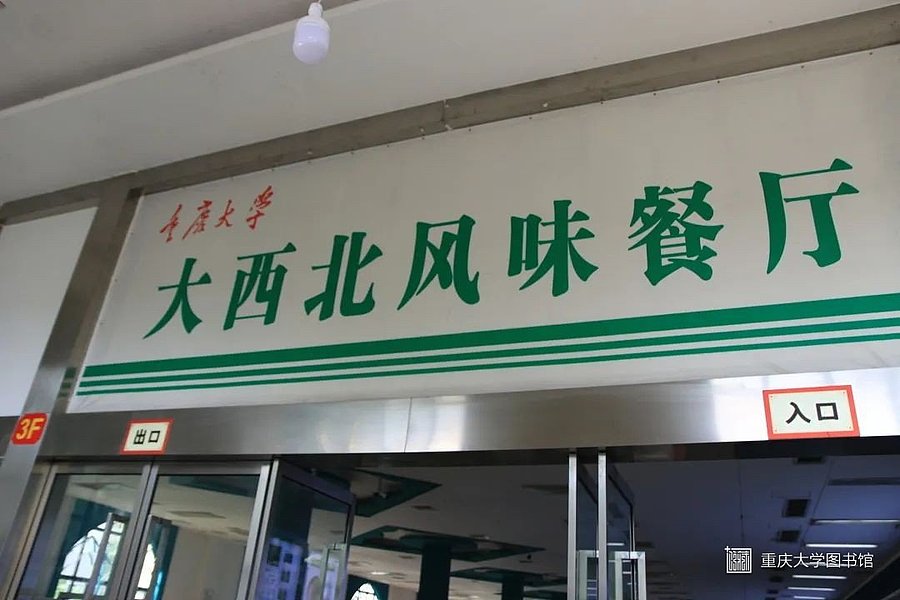 重庆大学
大西北风味餐厅
3F
出口
入口
重庆大学图书馆